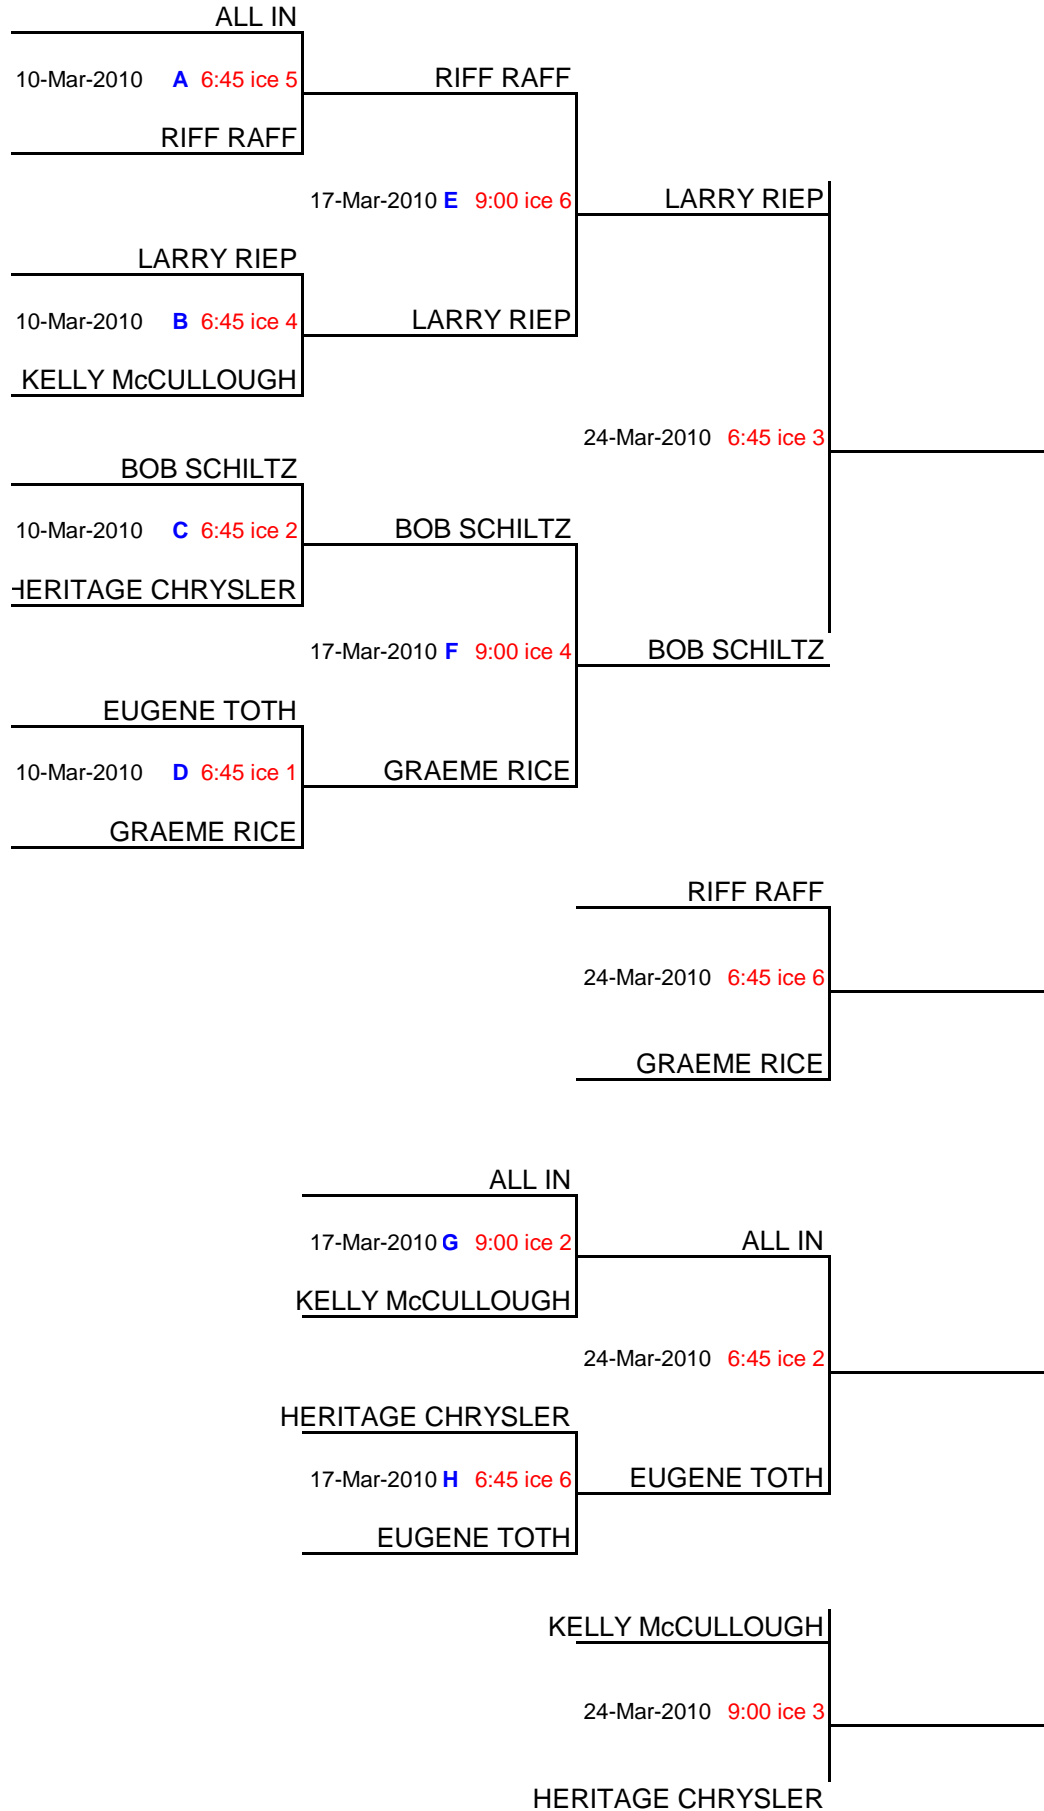 ALL IN
10-Mar-2010 A 6:45 ice 5
RIFF RAFF
RIFF RAFF
17-Mar-2010 E 9:00 ice 6
LARRY RIEP
LARRY RIEP
10-Mar-2010 B 6:45 ice 4
LARRY RIEP
KELLY McCULLOUGH
24-Mar-2010 6:45 ice 3
BOB SCHILTZ
10-Mar-2010 C 6:45 ice 2
BOB SCHILTZ
HERITAGE CHRYSLER
17-Mar-2010 F 9:00 ice 4
BOB SCHILTZ
EUGENE TOTH
10-Mar-2010 D 6:45 ice 1
GRAEME RICE
GRAEME RICE
RIFF RAFF
24-Mar-2010 6:45 ice 6
GRAEME RICE
ALL IN
17-Mar-2010 G 9:00 ice 2
ALL IN
KELLY McCULLOUGH
24-Mar-2010 6:45 ice 2
HERITAGE CHRYSLER
17-Mar-2010 H 6:45 ice 6
EUGENE TOTH
EUGENE TOTH
KELLY McCULLOUGH
24-Mar-2010 9:00 ice 3
HERITAGE CHRYSLER